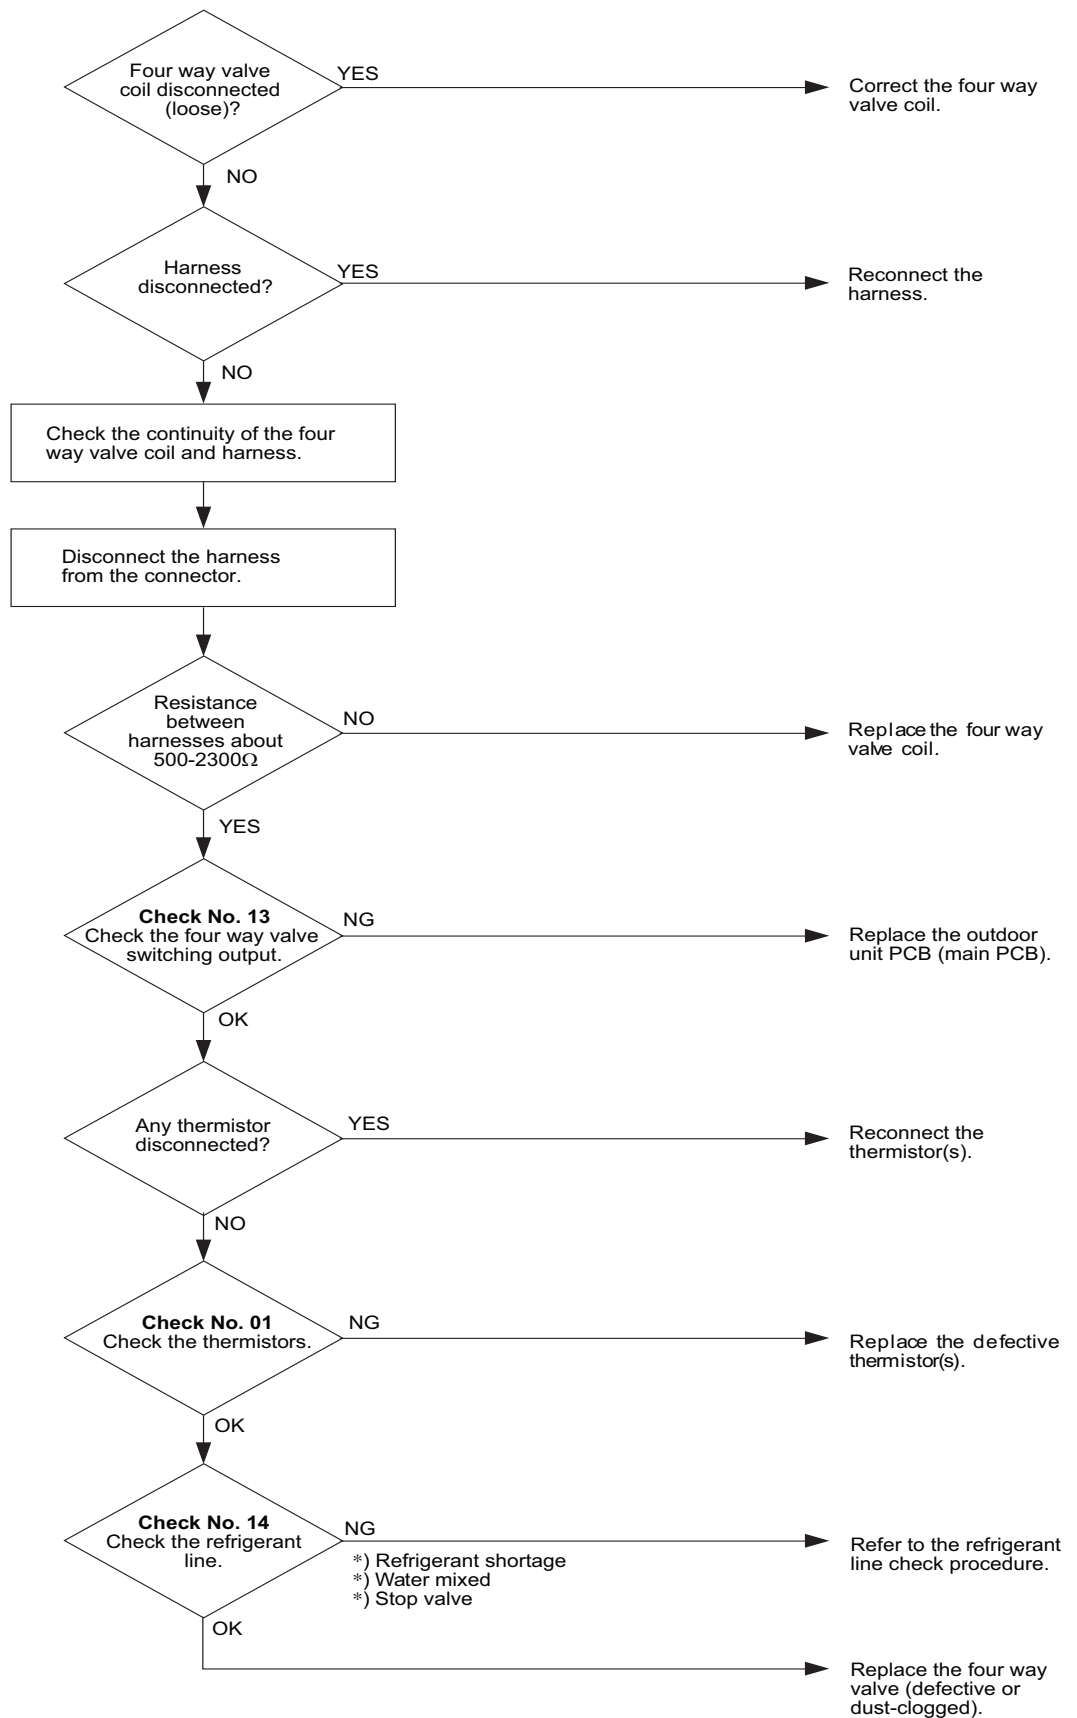 Four way valve
coil disconnected
(loose)?
YES
Correct the four way
valve coil.
NO
Harness
disconnected?
YES
Reconnect the
harness.
NO
Check the continuity of the four
way valve coil and harness.
Disconnect the harness
from the connector.
Resistance
between
harnesses about
500-2300Ω
NO
Replace the four way
valve coil.
YES
Check No. 13
Check the four way valve
switching output.
NG
Replace the outdoor
unit PCB (main PCB).
OK
Any thermistor
disconnected?
YES
Reconnect the
thermistor(s).
NO
Check No. 01
Check the thermistors.
NG
Replace the defective
thermistor(s).
OK
Check No. 14
Check the refrigerant
line.
NG
*) Refrigerant shortage
*) Water mixed
*) Stop valve
Refer to the refrigerant
line check procedure.
OK
Replace the four way
valve (defective or
dust-clogged).